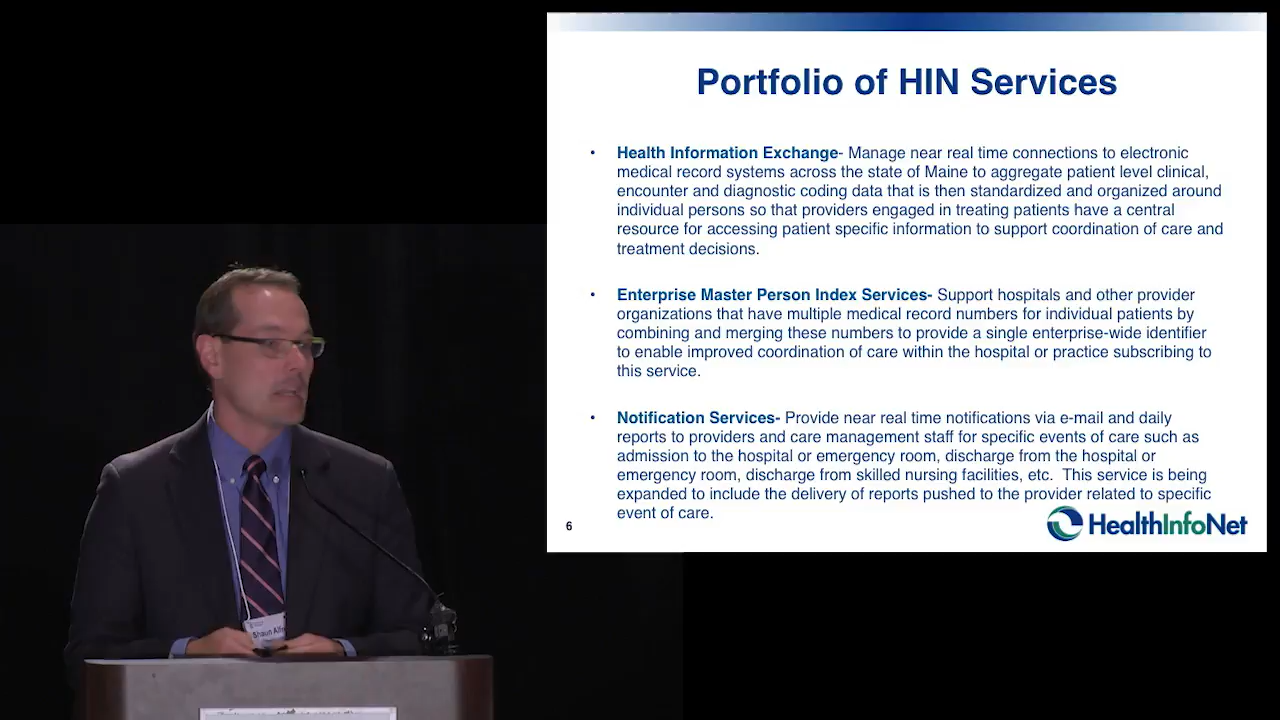 Portfolio of HIN Services
• Health Information Exchange- Manage near real time connections to electronic
medical record systems across the state of Maine to aggregate patient level clinical,
encounter and diagnostic coding data that is then standardized and organized around
individual persons so that providers engaged in treating patients have a central
resource for accessing patient specific information to support coordination of care and
treatment decisions.
• Enterprise Master Person Index Services- Support hospitals and other provider
organizations that have multiple medical record numbers for individual patients by
combining and merging these numbers to provide a single enterprise-wide identifier
to enable improved coordination of care within the hospital or practice subscribing to
this service.
• Notification Services- Provide near real time notifications via e-mail and daily
reports to providers and care management staff for specific events of care such as
admission to the hospital or emergency room, discharge from the hospital or
emergency room, discharge from skilled nursing facilities, etc. This service is being
expanded to include the delivery of reports pushed to the provider related to specific
event of care.
6
HealthInfoNet
Shaun